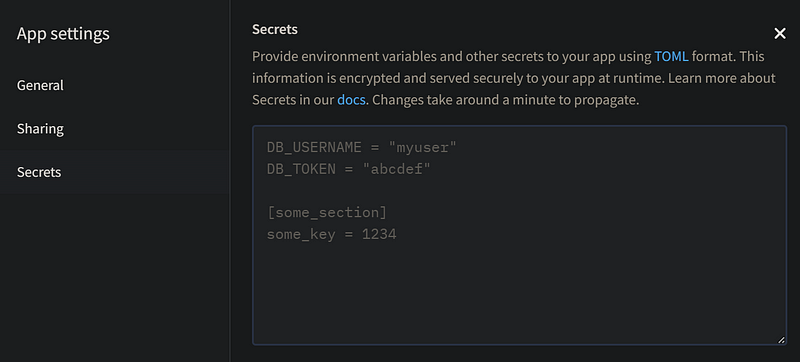 App settings
General
Sharing
Secrets
Secrets
Provide environment variables and other secrets to your app using TOML format. This
information is encrypted and served securely to your app at runtime. Learn more about
Secrets in our docs. Changes take around a minute to propagate.
DB_USERNAME = "myuser"
DB_TOKEN = "abcdef"
[some_section]
some_key = 1234